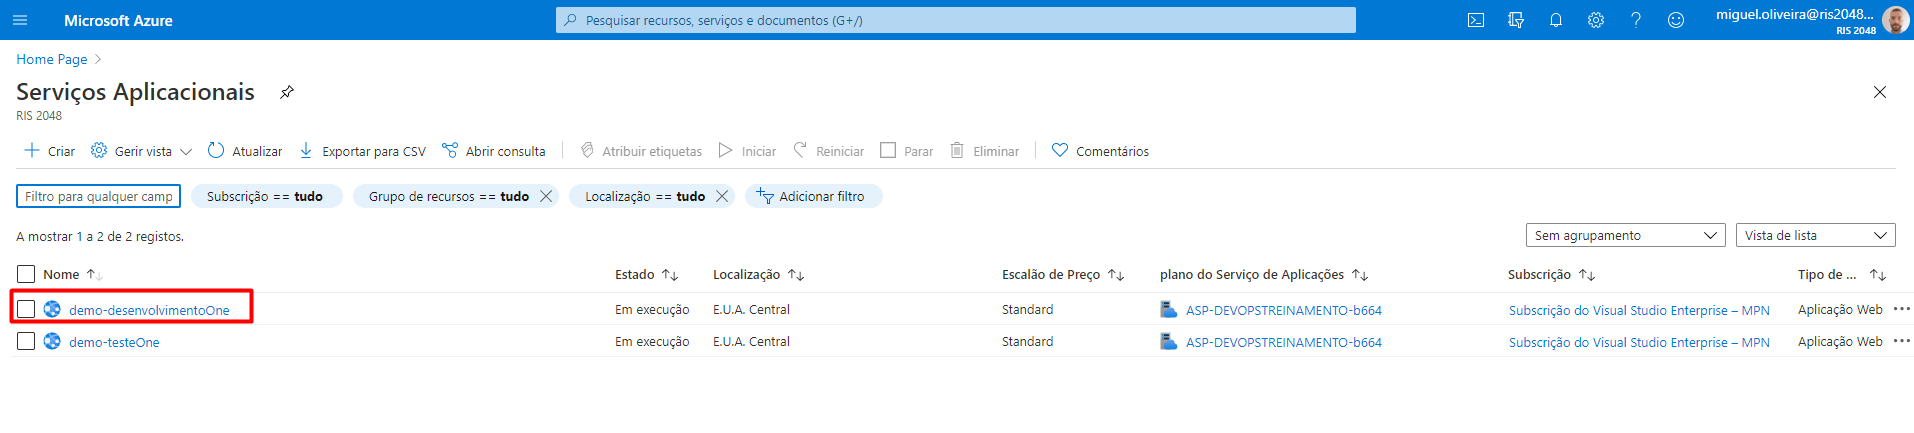 Microsoft Azure
Pesquisar recursos, serviços e documentos (G+/)
miguel.oliveira@ris2048...
RIS 2048
Home Page
Serviços Aplicacionais
RIS 2048
Criar Gerir vista Atualizar Exportar para CSV Abrir consulta Atribuir etiquetas Iniciar Reiniciar Parar Eliminar Comentários
Filtro para qualquer camp Subscrição == tudo Grupo de recursos == tudo Localização == tudo Adicionar filtro
A mostrar 1 a 2 de 2 registos. Sem agrupamento Vista de lista
Nome Estado Localização Escalão de Preço plano do Serviço de Aplicações Subscrição Tipo de ...
demo-desenvolvimentoOne Em execução E.U.A. Central Standard ASP-DEVOPSTREINAMENTO-b664 Subscrição do Visual Studio Enterprise – MPN Aplicação Web ...
demo-testeOne Em execução E.U.A. Central Standard ASP-DEVOPSTREINAMENTO-b664 Subscrição do Visual Studio Enterprise – MPN Aplicação Web ...